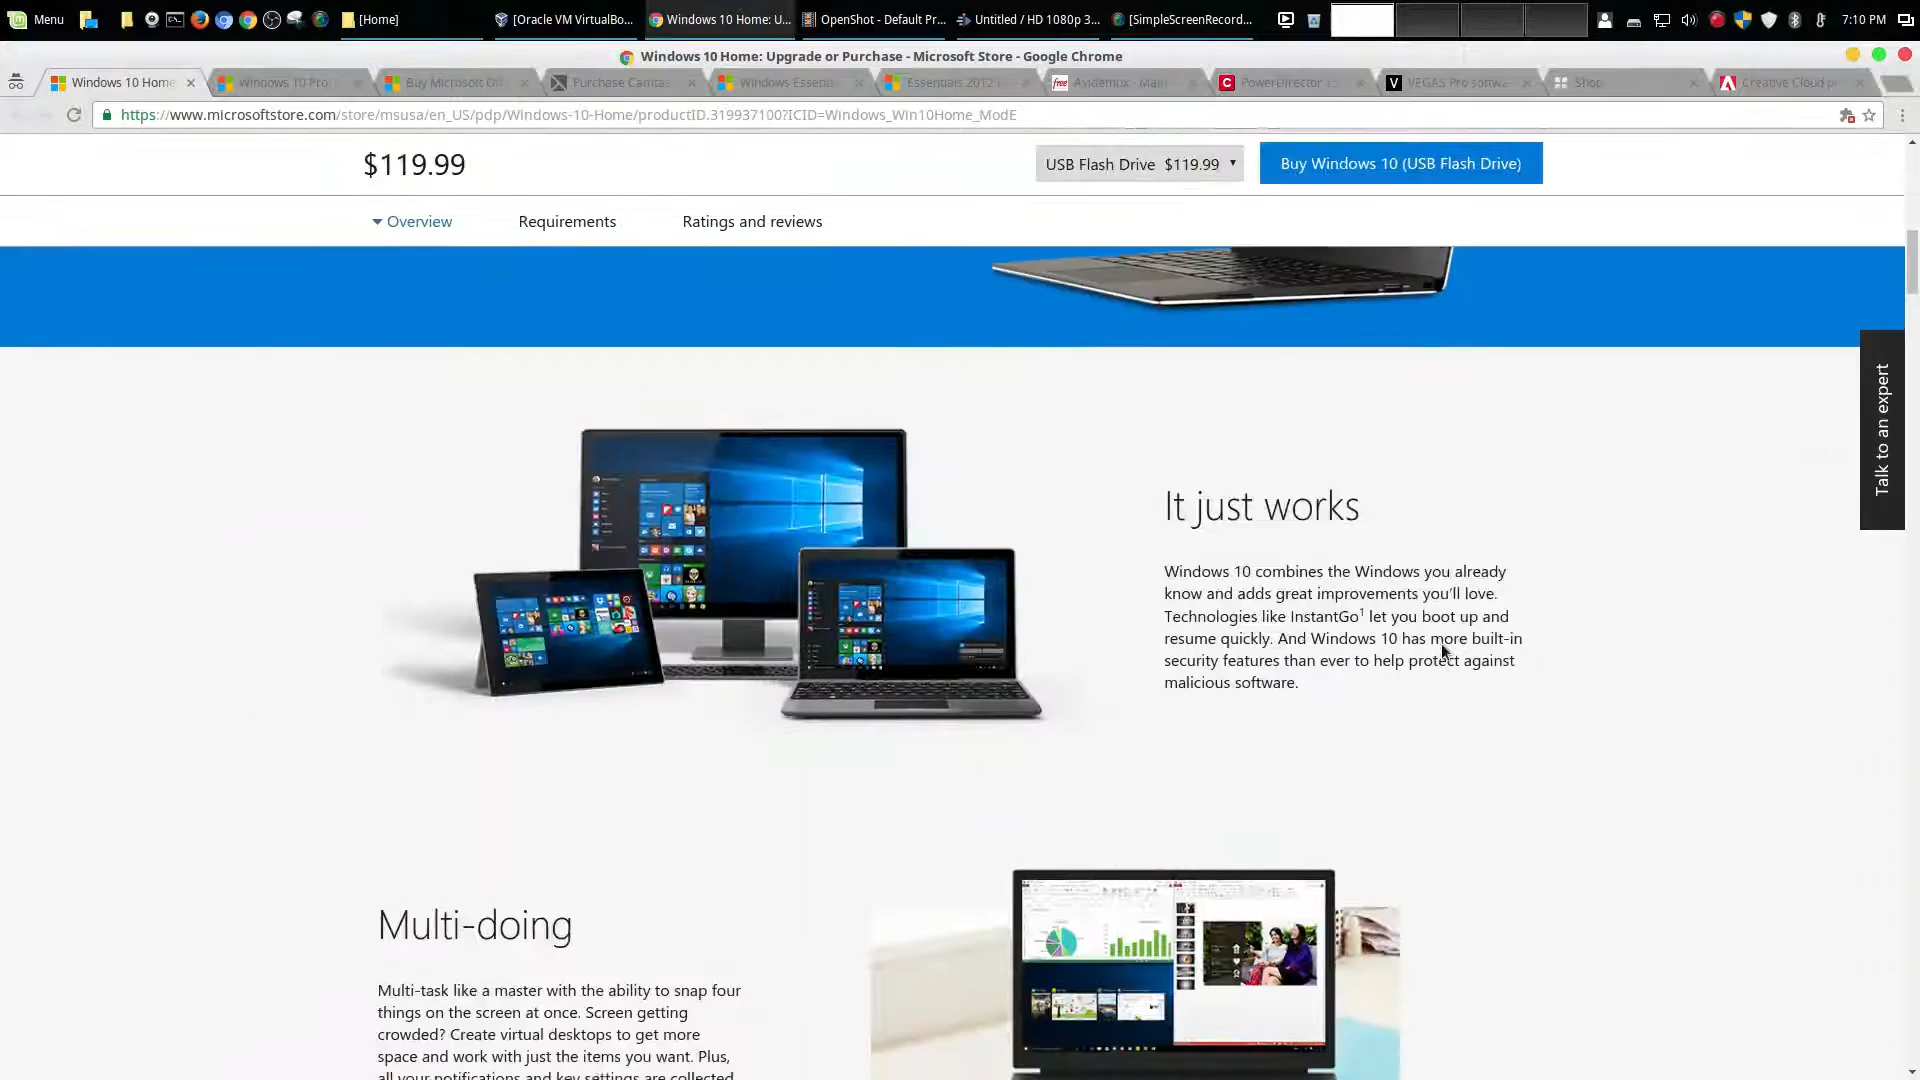 Menu
[Home]
[Oracle VM VirtualBo...
Windows 10 Home: U...
OpenShot - Default Pr...
Untitled / HD 1080p 3...
[SimpleScreenRecord...
7:10 PM
Windows 10 Home: Upgrade or Purchase - Microsoft Store - Google Chrome
Windows 10 Home
Windows 10 Pro
Buy Microsoft Off
Purchase Camtas
Windows Essenti
Essentials 2012
Avidemux - Main
PowerDirector
VEGAS Pro softw
Shop
Creative Cloud p
https://www.microsoftstore.com/store/msusa/en_US/pdp/Windows-10-Home/productID.319937100?ICID=Windows_Win10Home_ModE
$119.99
USB Flash Drive $119.99
Buy Windows 10 (USB Flash Drive)
Overview
Requirements
Ratings and reviews
Talk to an expert
It just works
Windows 10 combines the Windows you already
know and adds great improvements you'll love.
Technologies like InstantGo1 let you boot up and
resume quickly. And Windows 10 has more built-in
security features than ever to help protect against
malicious software.
Multi-doing
Multi-task like a master with the ability to snap four
things on the screen at once. Screen getting
crowded? Create virtual desktops to get more
space and work with just the items you want. Plus,
all your notifications and key settings are collected